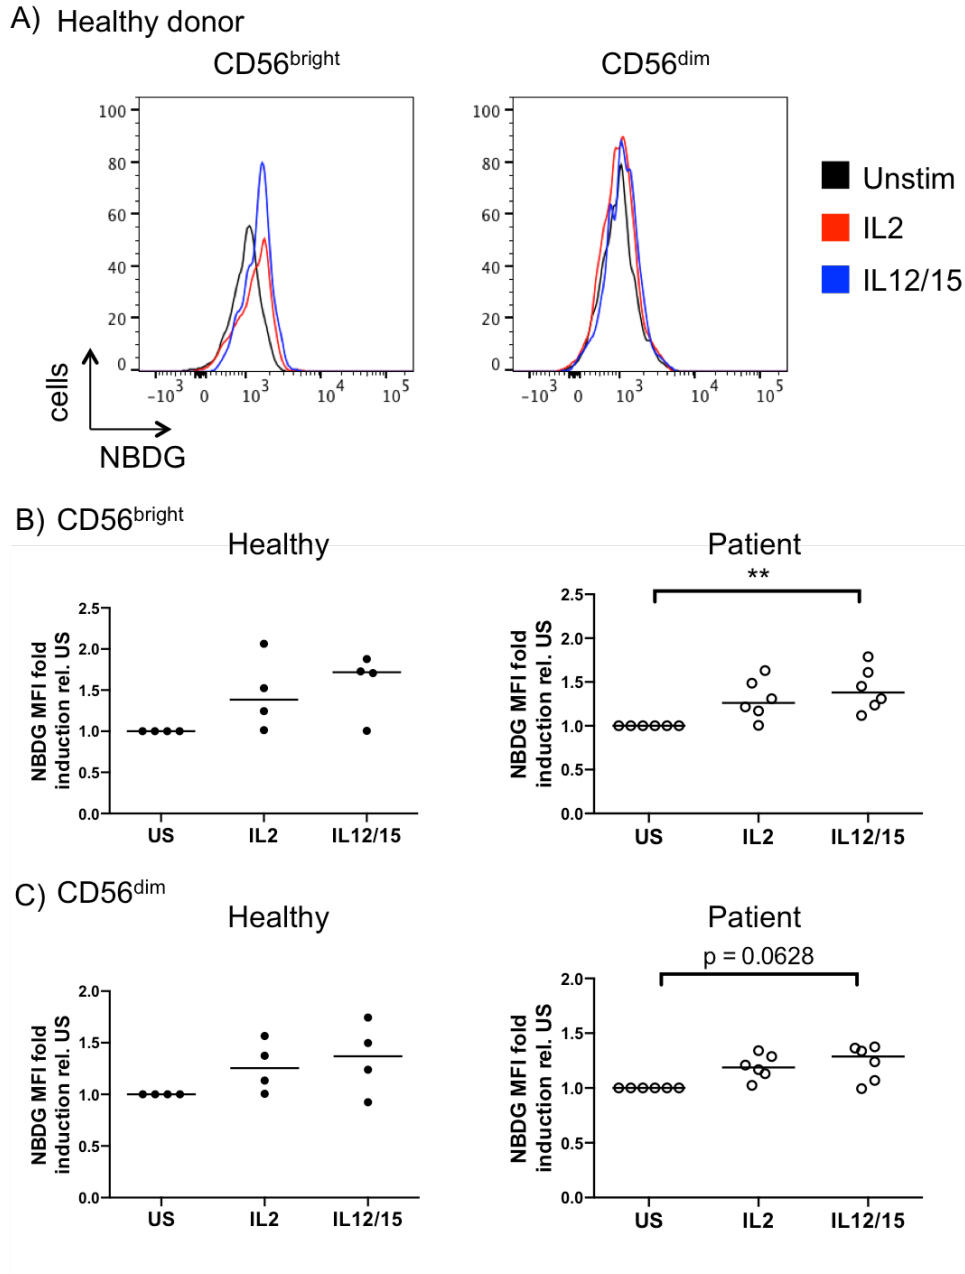 A) Healthy donor
CD56bright
CD56dim
100
80
60
40
20
0
-10³ 0 10³ 10⁴ 10⁵
100
80
60
40
20
0
-10³ 0 10³ 10⁴ 10⁵
Unstim
IL2
IL12/15
cells
NBDG
B) CD56bright
Healthy
NBDG MFI fold
induction rel. US
2.5
2.0
1.5
1.0
0.5
0.0
US IL2 IL12/15
Patient
**
NBDG MFI fold
induction rel. US
2.5
2.0
1.5
1.0
0.5
0.0
US IL2 IL12/15
C) CD56dim
Healthy
NBDG MFI fold
induction rel. US
2.0
1.5
1.0
0.5
0.0
US IL2 IL12/15
Patient
p = 0.0628
NBDG MFI fold
induction rel. US
2.0
1.5
1.0
0.5
0.0
US IL2 IL12/15